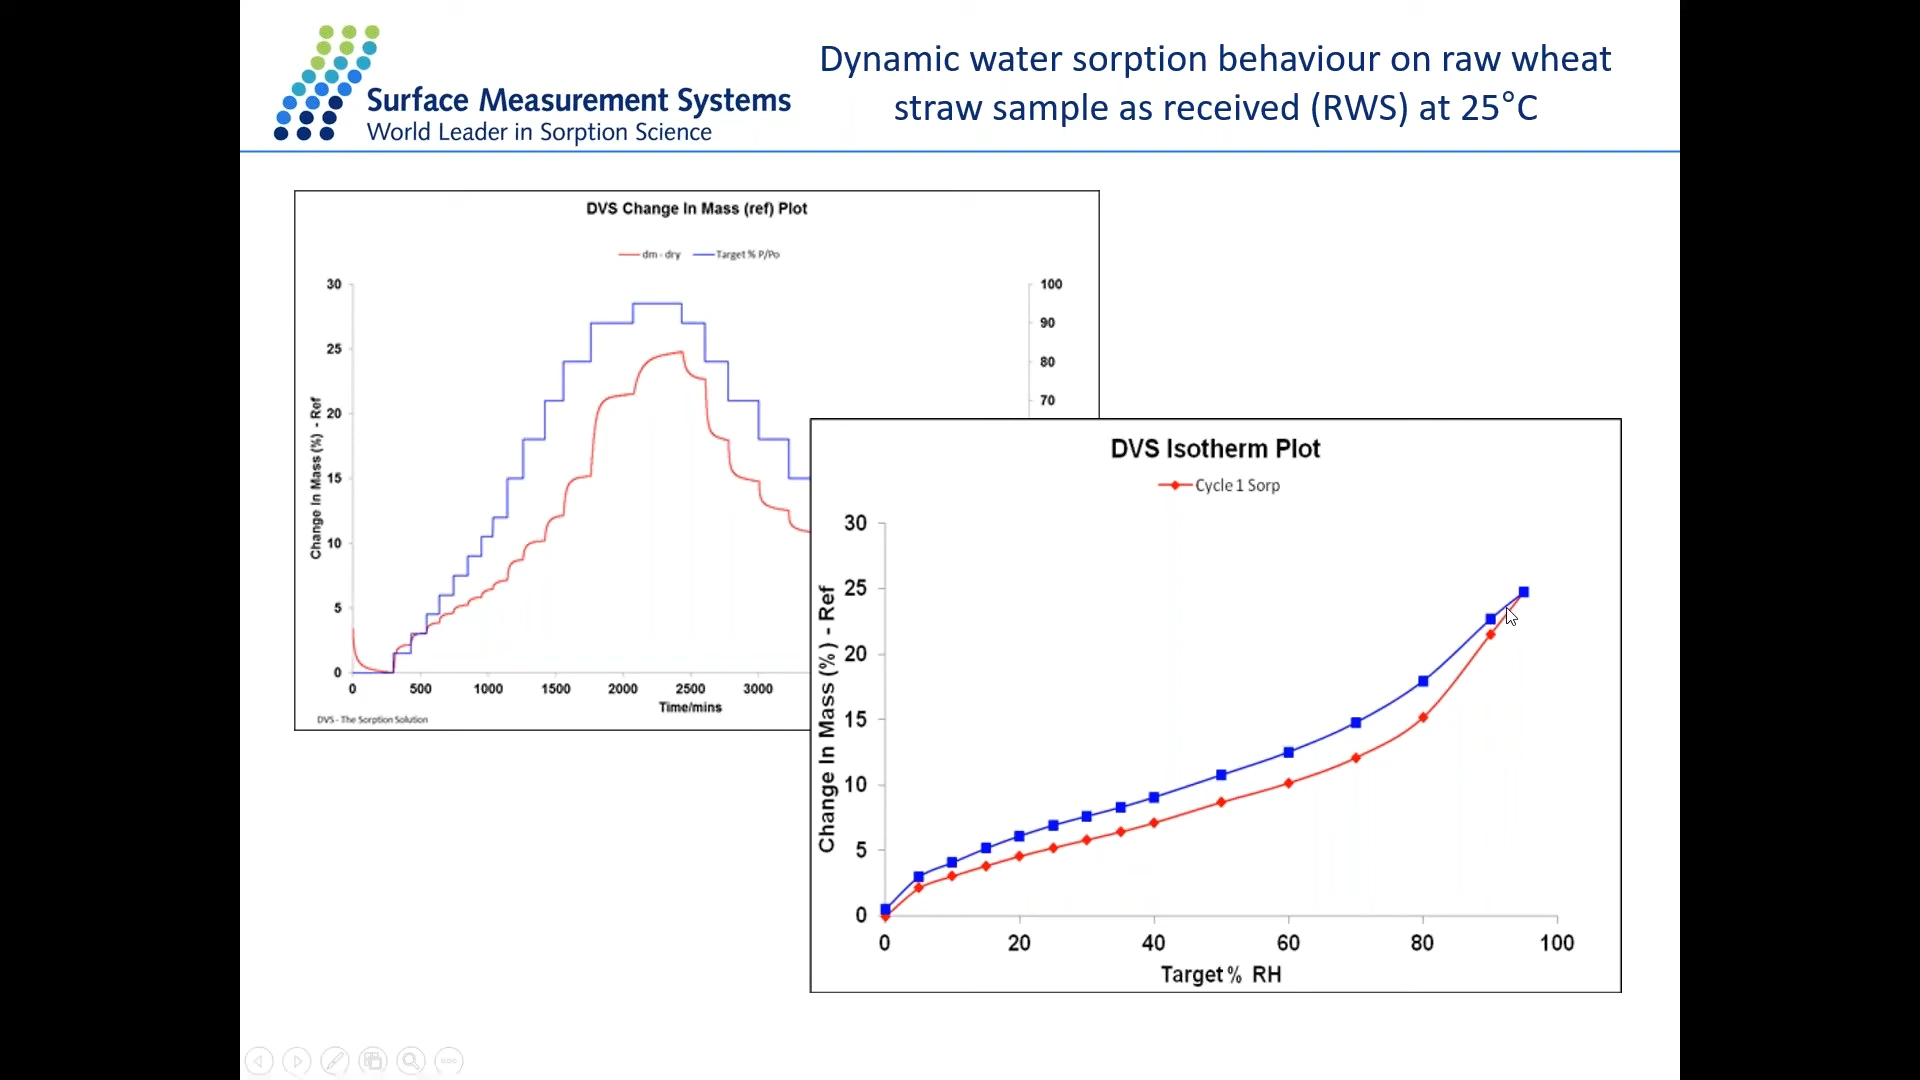 Surface Measurement Systems
World Leader in Sorption Science
Dynamic water sorption behaviour on raw wheat
straw sample as received (RWS) at 25°C
DVS Change In Mass (ref) Plot
dm - dry
Target % P/Po
Change In Mass (%) - Ref
30
25
20
15
10
5
0
100
90
80
70
0 500 1000 1500 2000 2500 3000
Time/mins
DVS - The Sorption Solution
DVS Isotherm Plot
Cycle 1 Sorp
Change In Mass (%) - Ref
30
25
20
15
10
5
0
0 20 40 60 80 100
Target % RH